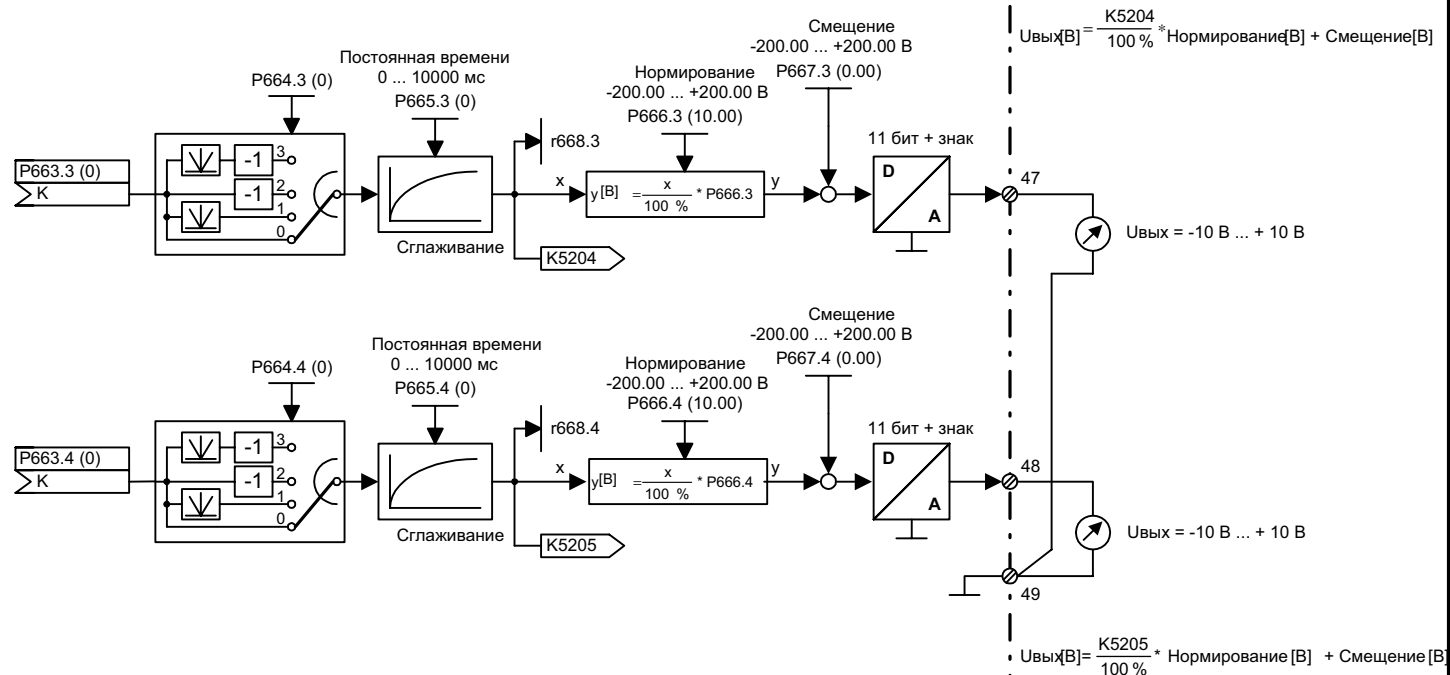 Смещение
-200.00 ... +200.00 В
P667.3 (0.00)
Uвых[В] = K5204 / 100 % * Нормирование[В] + Смещение[В]
Постоянная времени
0 ... 10000 мс
P665.3 (0)
P664.3 (0)
Нормирование
-200.00 ... +200.00 В
P666.3 (10.00)
r668.3
11 бит + знак
P663.3 (0)
K
-1
3
-1
2
1
0
x
y[В] = x / 100 % * P666.3
y
D
A
47
Uвых = -10 В ... + 10 В
Сглаживание
K5204
Смещение
-200.00 ... +200.00 В
P667.4 (0.00)
Постоянная времени
0 ... 10000 мс
P665.4 (0)
P664.4 (0)
Нормирование
-200.00 ... +200.00 В
P666.4 (10.00)
r668.4
11 бит + знак
P663.4 (0)
K
-1
3
-1
2
1
0
x
y[В] = x / 100 % * P666.4
y
D
A
48
Uвых = -10 В ... + 10 В
Сглаживание
K5205
49
Uвых[В]= K5205 / 100 % * Нормирование [В] + Смещение [В]